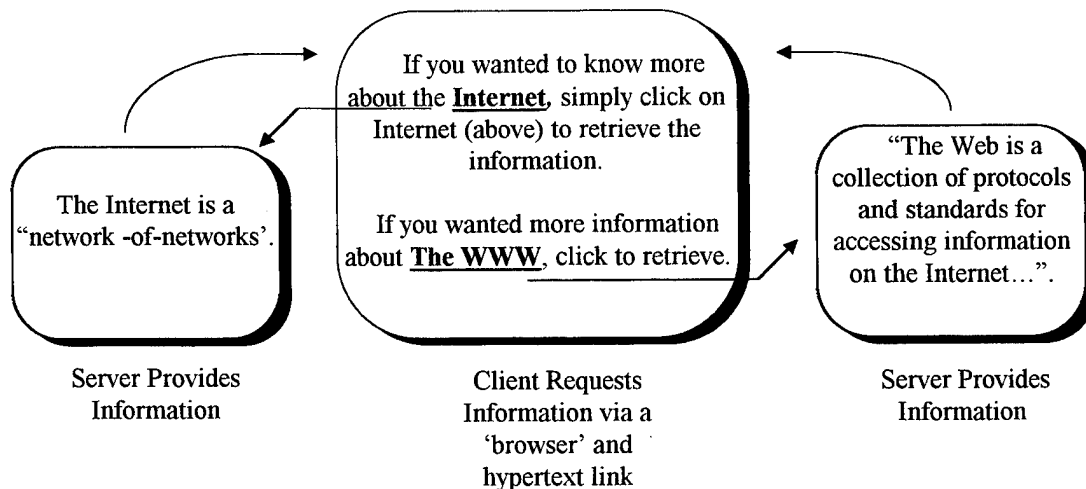 If you wanted to know more
about the Internet, simply click on
Internet (above) to retrieve the
information.
If you wanted more information
about The WWW, click to retrieve.
The Internet is a
“network -of-networks’.
“The Web is a
collection of protocols
and standards for
accessing information
on the Internet…”.
Server Provides
Information
Client Requests
Information via a
‘browser’ and
hypertext link
Server Provides
Information